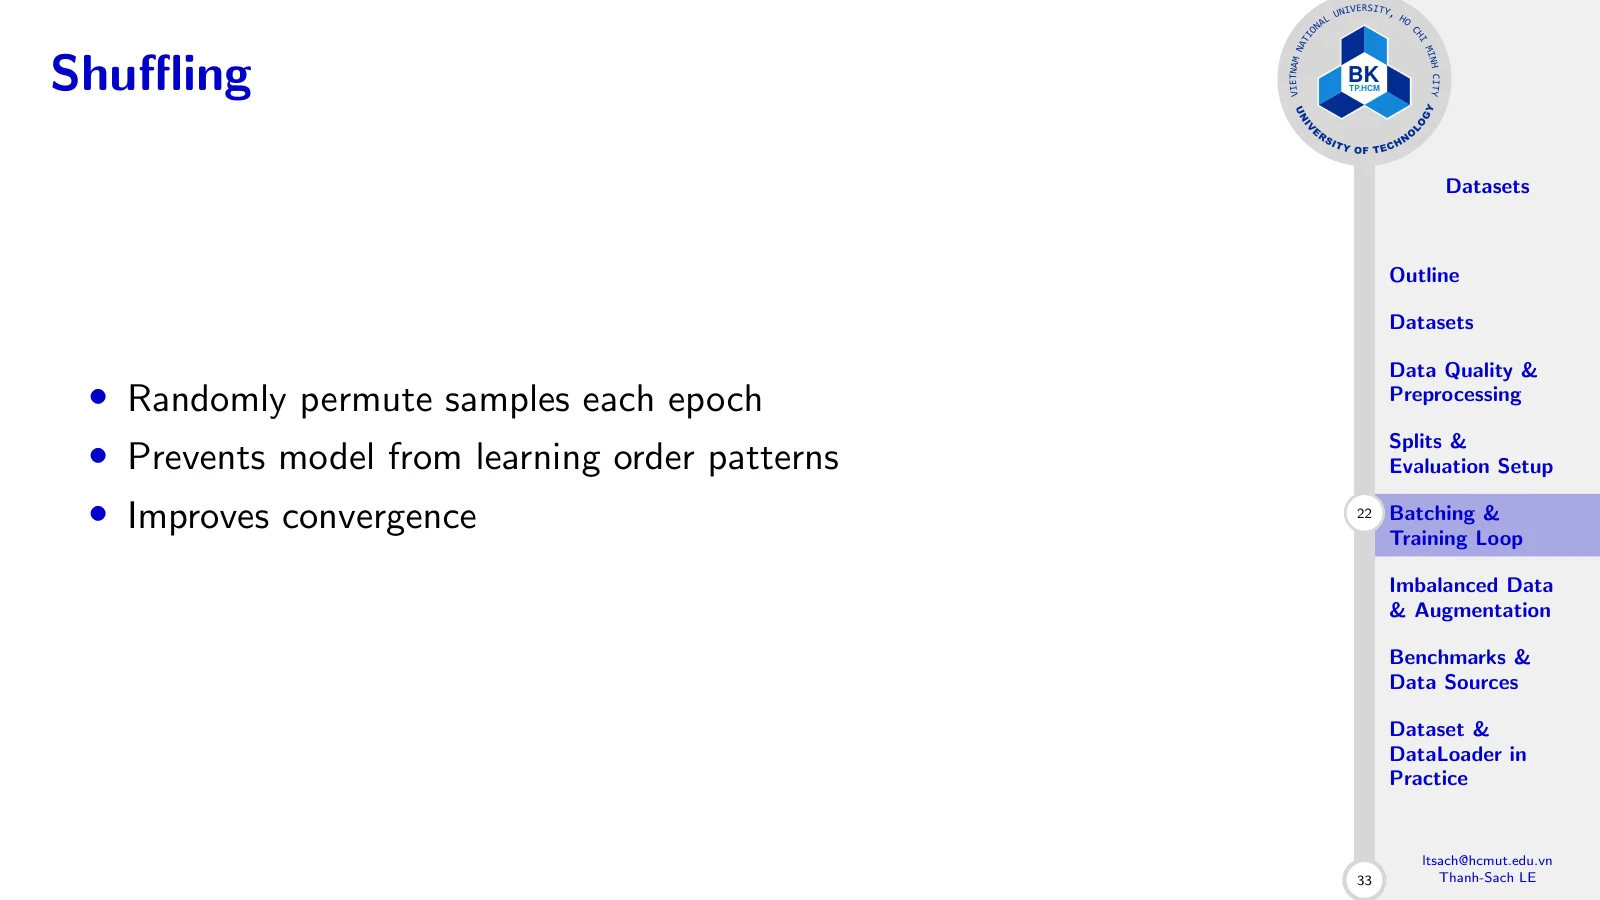 Shuffling
• Randomly permute samples each epoch
• Prevents model from learning order patterns
• Improves convergence
VIETNAM NATIONAL UNIVERSITY, HO CHI MINH CITY
BK
TP.HCM
UNIVERSITY OF TECHNOLOGY
Datasets
Outline
Datasets
Data Quality &
Preprocessing
Splits &
Evaluation Setup
22
Batching &
Training Loop
Imbalanced Data
& Augmentation
Benchmarks &
Data Sources
Dataset &
DataLoader in
Practice
ltsach@hcmut.edu.vn
Thanh-Sach LE
33